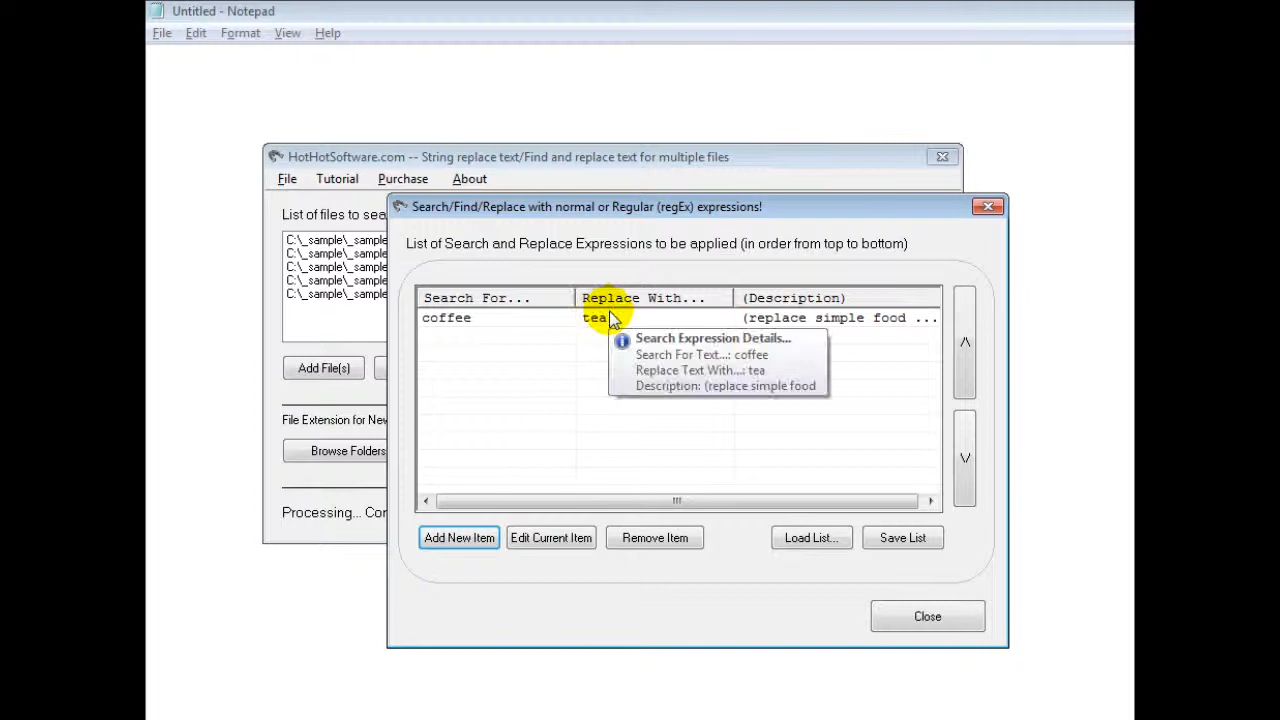 Untitled - Notepad
File Edit Format View Help
HotHotSoftware.com -- String replace text/Find and replace text for multiple files
File Tutorial Purchase About
List of files to sea
C:\_sample\_sample
C:\_sample\_sample
C:\_sample\_sample
C:\_sample\_sample
C:\_sample\_sample
Add File(s)
File Extension for New
Browse Folders
Processing... Cor
Search/Find/Replace with normal or Regular (regEx) expressions!
List of Search and Replace Expressions to be applied (in order from top to bottom)
Search For... Replace With... (Description)
coffee tea (replace simple food ...
Search Expression Details...
Search For Text...: coffee
Replace Text With...: tea
Description: (replace simple food
/\
\/
Add New Item Edit Current Item Remove Item Load List... Save List
Close